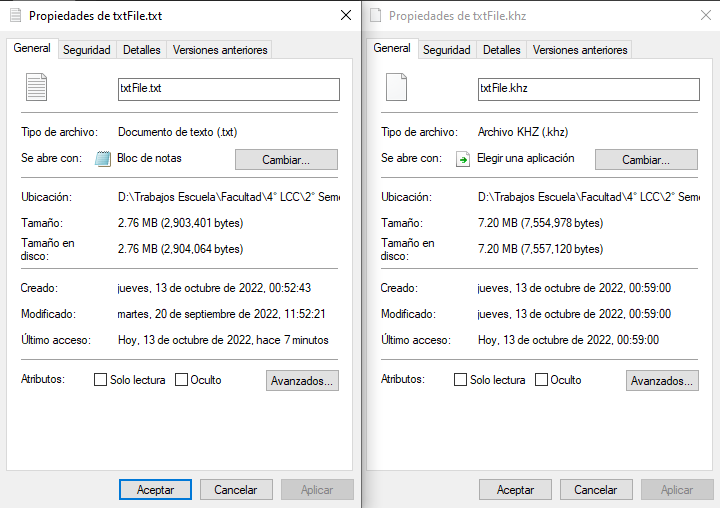 Propiedades de txtFile.txt
General Seguridad Detalles Versiones anteriores
txtFile.txt
Tipo de archivo: Documento de texto (.txt)
Se abre con: Bloc de notas Cambiar...
Ubicación: D:\Trabajos Escuela\Facultad\4° LCC\2° Seme
Tamaño: 2.76 MB (2,903,401 bytes)
Tamaño en disco: 2.76 MB (2,904,064 bytes)
Creado: jueves, 13 de octubre de 2022, 00:52:43
Modificado: martes, 20 de septiembre de 2022, 11:52:21
Último acceso: Hoy, 13 de octubre de 2022, hace 7 minutos
Atributos: Solo lectura Oculto Avanzados...
Aceptar Cancelar Aplicar
Propiedades de txtFile.khz
General Seguridad Detalles Versiones anteriores
txtFile.khz
Tipo de archivo: Archivo KHZ (.khz)
Se abre con: Elegir una aplicación Cambiar...
Ubicación: D:\Trabajos Escuela\Facultad\4° LCC\2° Seme
Tamaño: 7.20 MB (7,554,978 bytes)
Tamaño en disco: 7.20 MB (7,557,120 bytes)
Creado: jueves, 13 de octubre de 2022, 00:59:00
Modificado: jueves, 13 de octubre de 2022, 00:59:00
Último acceso: Hoy, 13 de octubre de 2022, 00:59:00
Atributos: Solo lectura Oculto Avanzados...
Aceptar Cancelar Aplicar